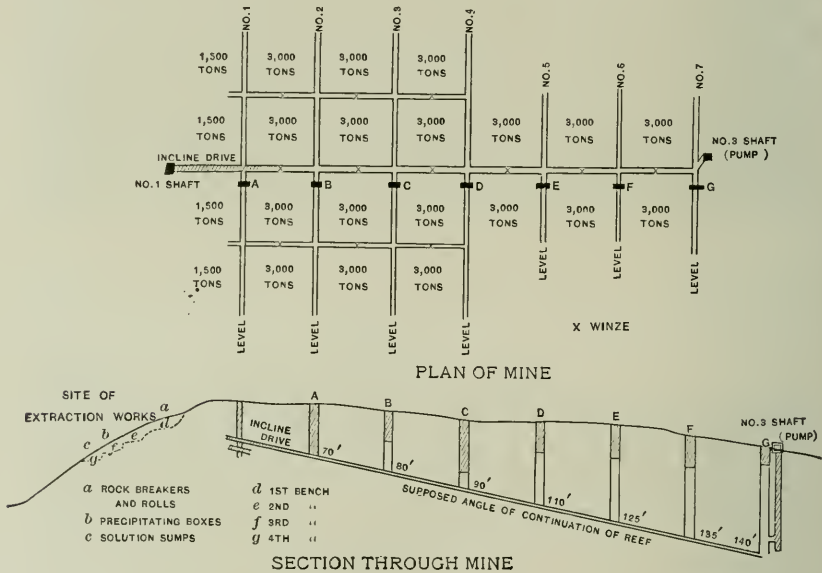 NO.1 NO.2 NO.3 NO.4
1,500 3,000 3,000 3,000
TONS TONS TONS TONS
NO.5 NO.6 NO.7
1,500 3,000 3,000 3,000 3,000 3,000 3,000
TONS TONS TONS TONS TONS TONS TONS
NO.3 SHAFT
(PUMP)
INCLINE DRIVE
NO.1 SHAFT
A B C D E F G
1,500 3,000 3,000 3,000 3,000 3,000 3,000
TONS TONS TONS TONS TONS TONS TONS
1,500 3,000 3,000 3,000
TONS TONS TONS TONS
LEVEL LEVEL LEVEL LEVEL LEVEL LEVEL LEVEL
X WINZE
PLAN OF MINE
SITE OF
EXTRACTION WORKS
a
b d
c f e
g
A B C D E F G
NO.3 SHAFT
(PUMP)
INCLINE
DRIVE
70′ 80′ 90′ 110′ 125′ 135′ 140′
SUPPOSED ANGLE OF CONTINUATION OF REEF
a ROCK BREAKERS
AND ROLLS
b PRECIPITATING BOXES
c SOLUTION SUMPS
d 1ST BENCH
e 2ND "
f 3RD "
g 4TH "
SECTION THROUGH MINE